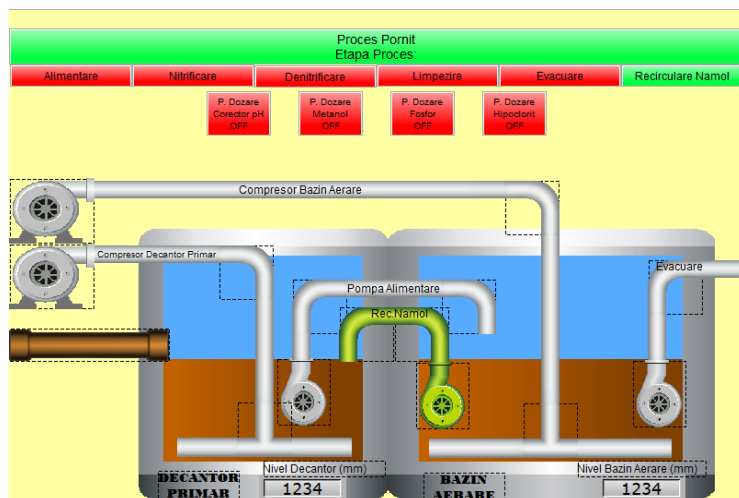 Proces Pornit
Etapa Proces:
Alimentare
Nitrificare
Denitrificare
Limpezire
Evacuare
Recirculare Namol
P. Dozare
Corector pH
OFF
P. Dozare
Metanol
OFF
P. Dozare
Fosfor
OFF
P. Dozare
Hipoclorit
OFF
Compresor Bazin Aerare
Compresor Decantor Primar
Evacuare
Pompa Alimentare
Rec.Namol
Nivel Decantor (mm)
Nivel Bazin Aerare (mm)
DECANTOR
PRIMAR
1234
BAZIN
AERARE
1234